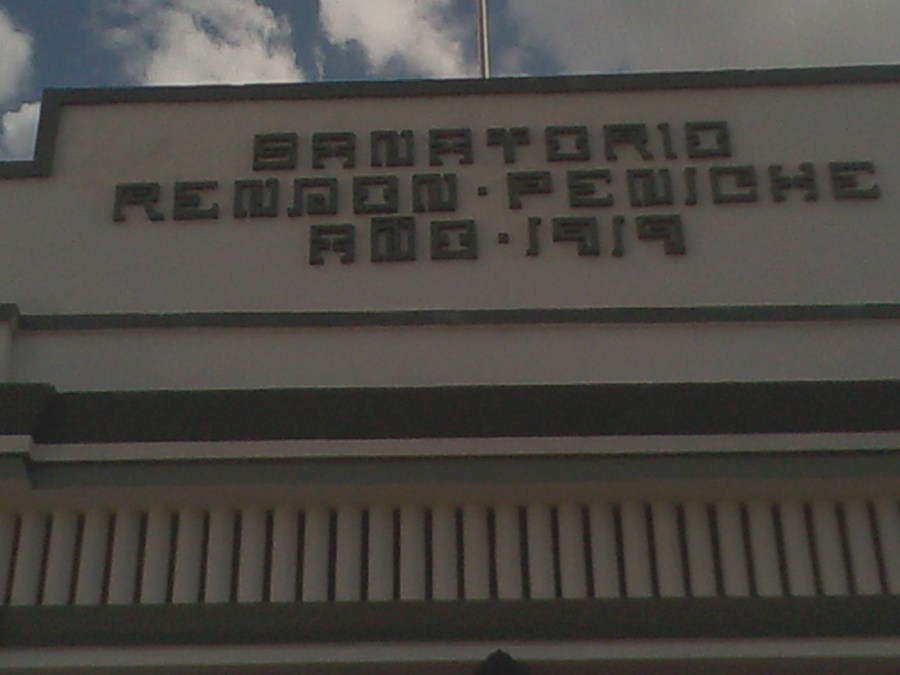 SANATORIO
RENDON·PENICHE
AÑO·1919